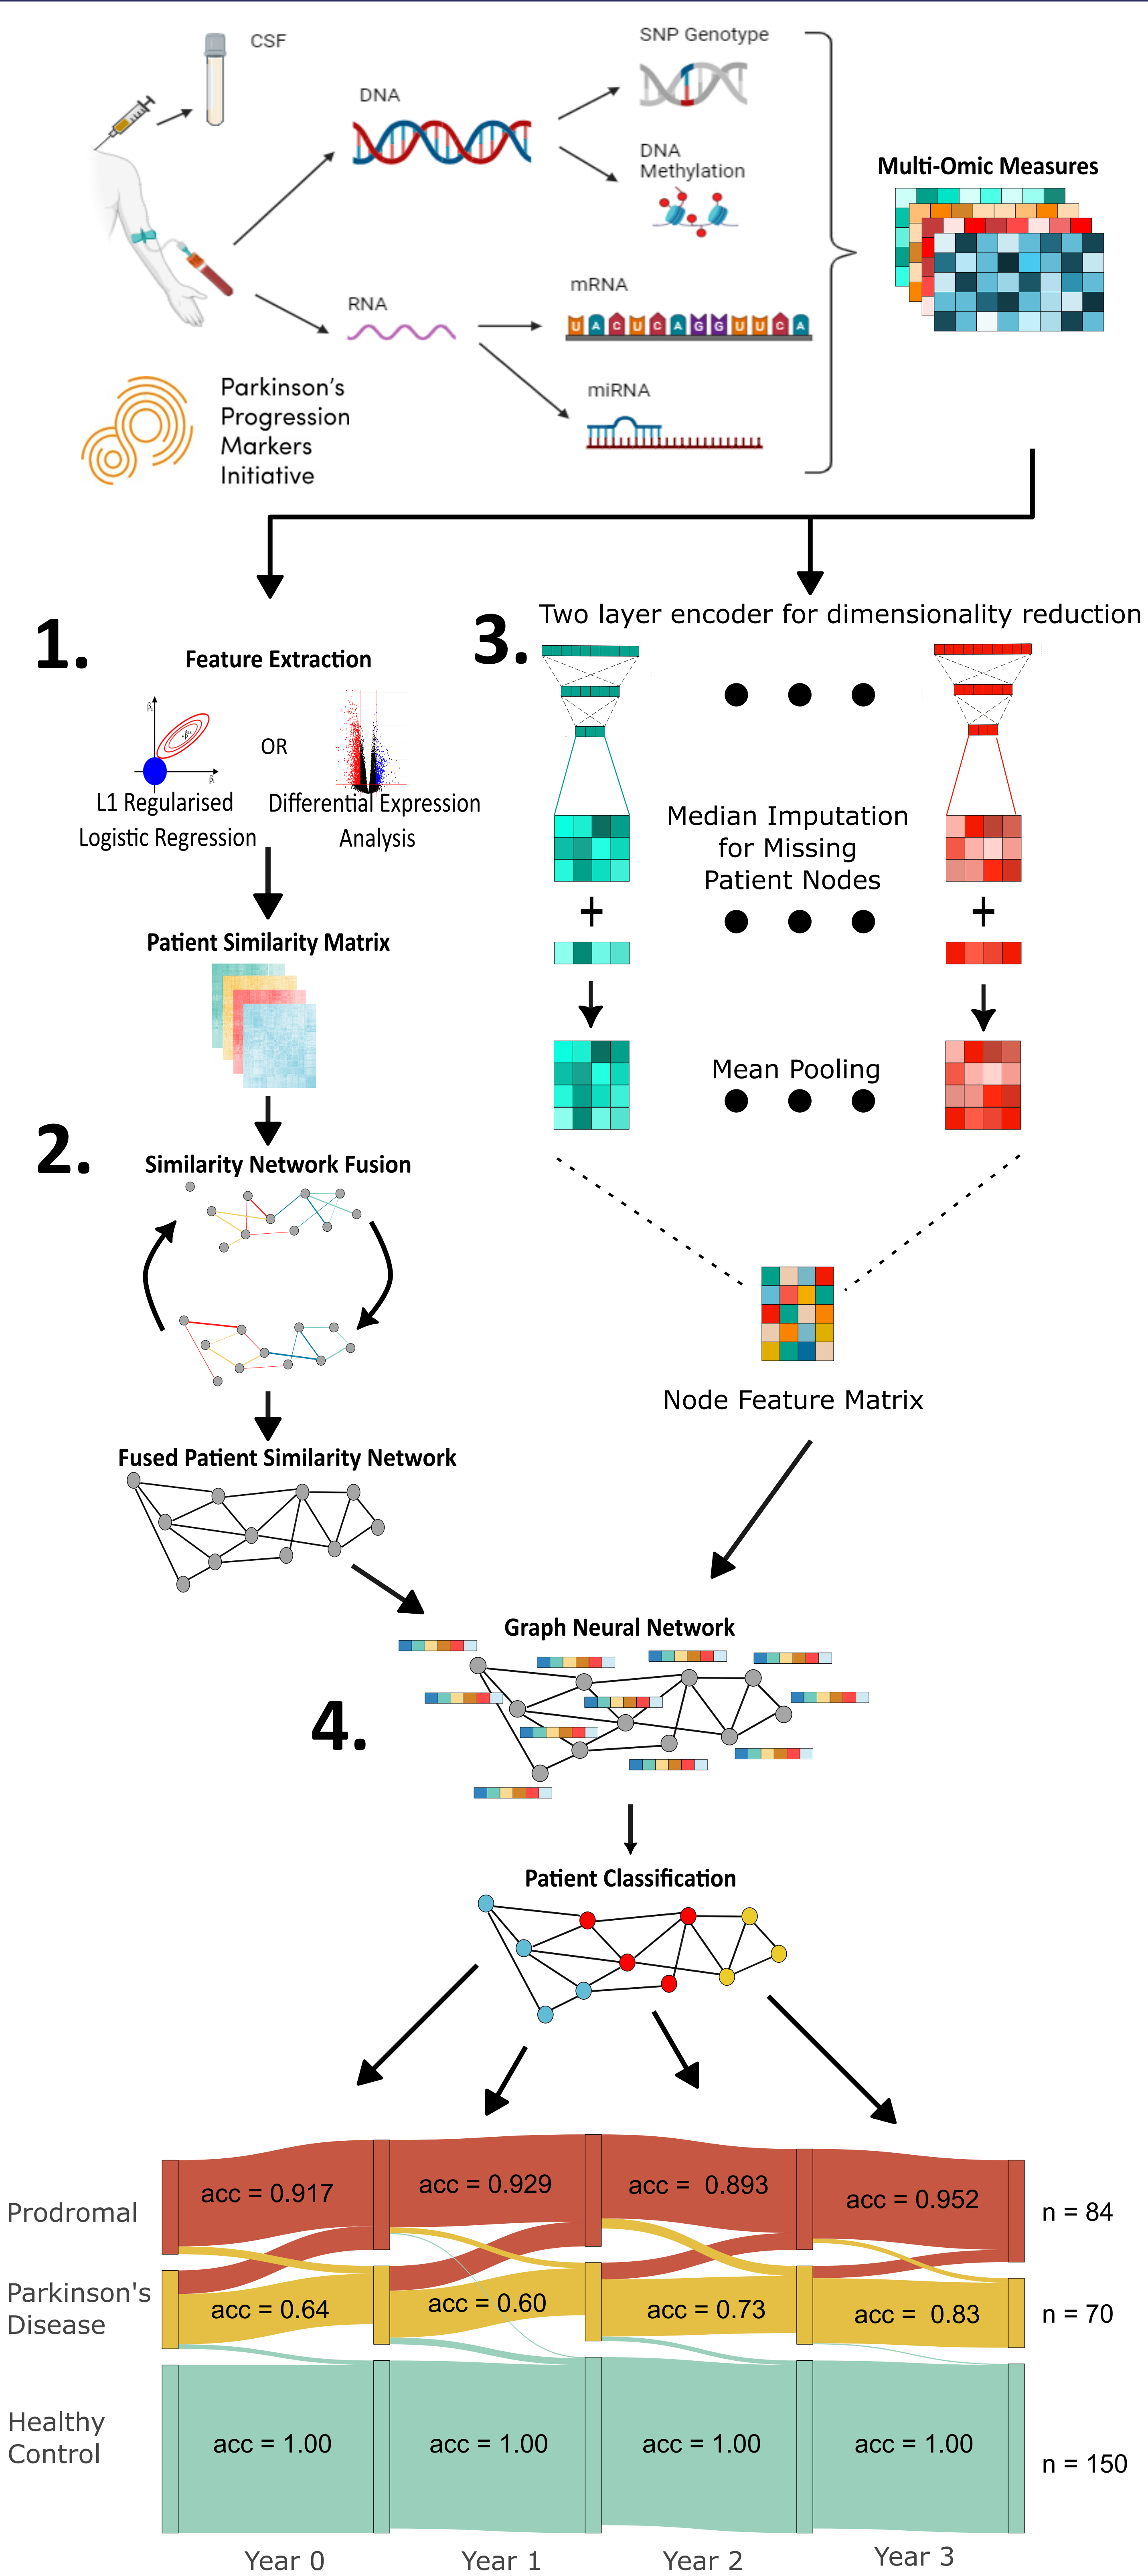 CSF
SNP Genotype
DNA
DNA
Methylation
Multi-Omic Measures
mRNA
RNA
U A C U C A G G U U C A
miRNA
Parkinson's
Progression
Markers
Initiative
1.
Feature Extraction
OR
L1 Regularised
Logistic Regression
Differential Expression
Analysis
Patient Similarity Matrix
2.
Similarity Network Fusion
Fused Patient Similarity Network
3.
Two layer encoder for dimensionality reduction
Median Imputation
for Missing
Patient Nodes
+
+
Mean Pooling
Node Feature Matrix
Graph Neural Network
4.
Patient Classification
Prodromal
acc = 0.917
acc = 0.929
acc = 0.893
acc = 0.952
n = 84
Parkinson's
Disease
acc = 0.64
acc = 0.60
acc = 0.73
acc = 0.83
n = 70
Healthy
Control
acc = 1.00
acc = 1.00
acc = 1.00
acc = 1.00
n = 150
Year 0
Year 1
Year 2
Year 3